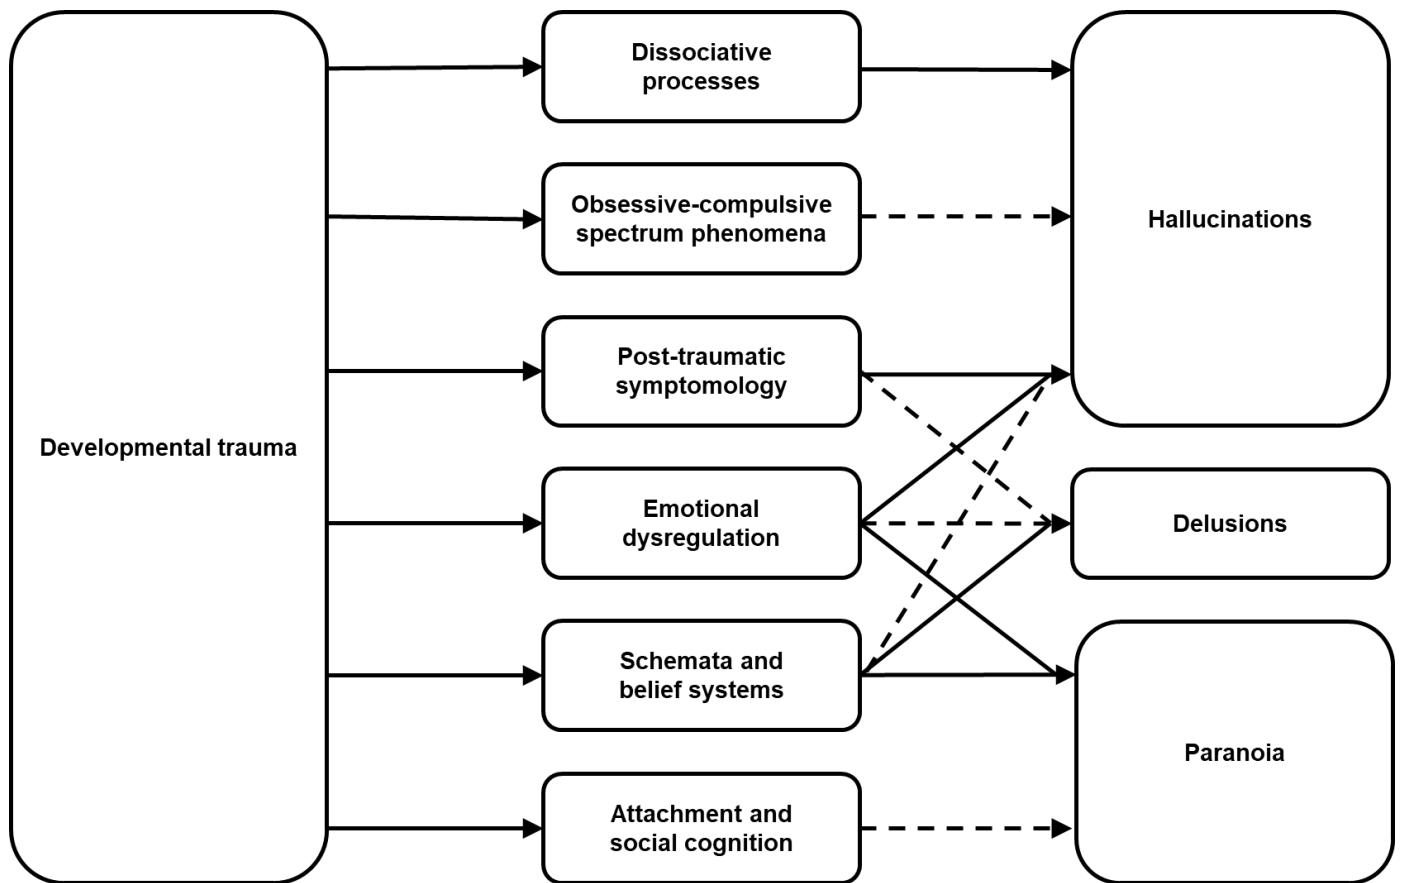 Developmental trauma
Dissociative
processes
Obsessive-compulsive
spectrum phenomena
Post-traumatic
symptomology
Emotional
dysregulation
Schemata and
belief systems
Attachment and
social cognition
Hallucinations
Delusions
Paranoia